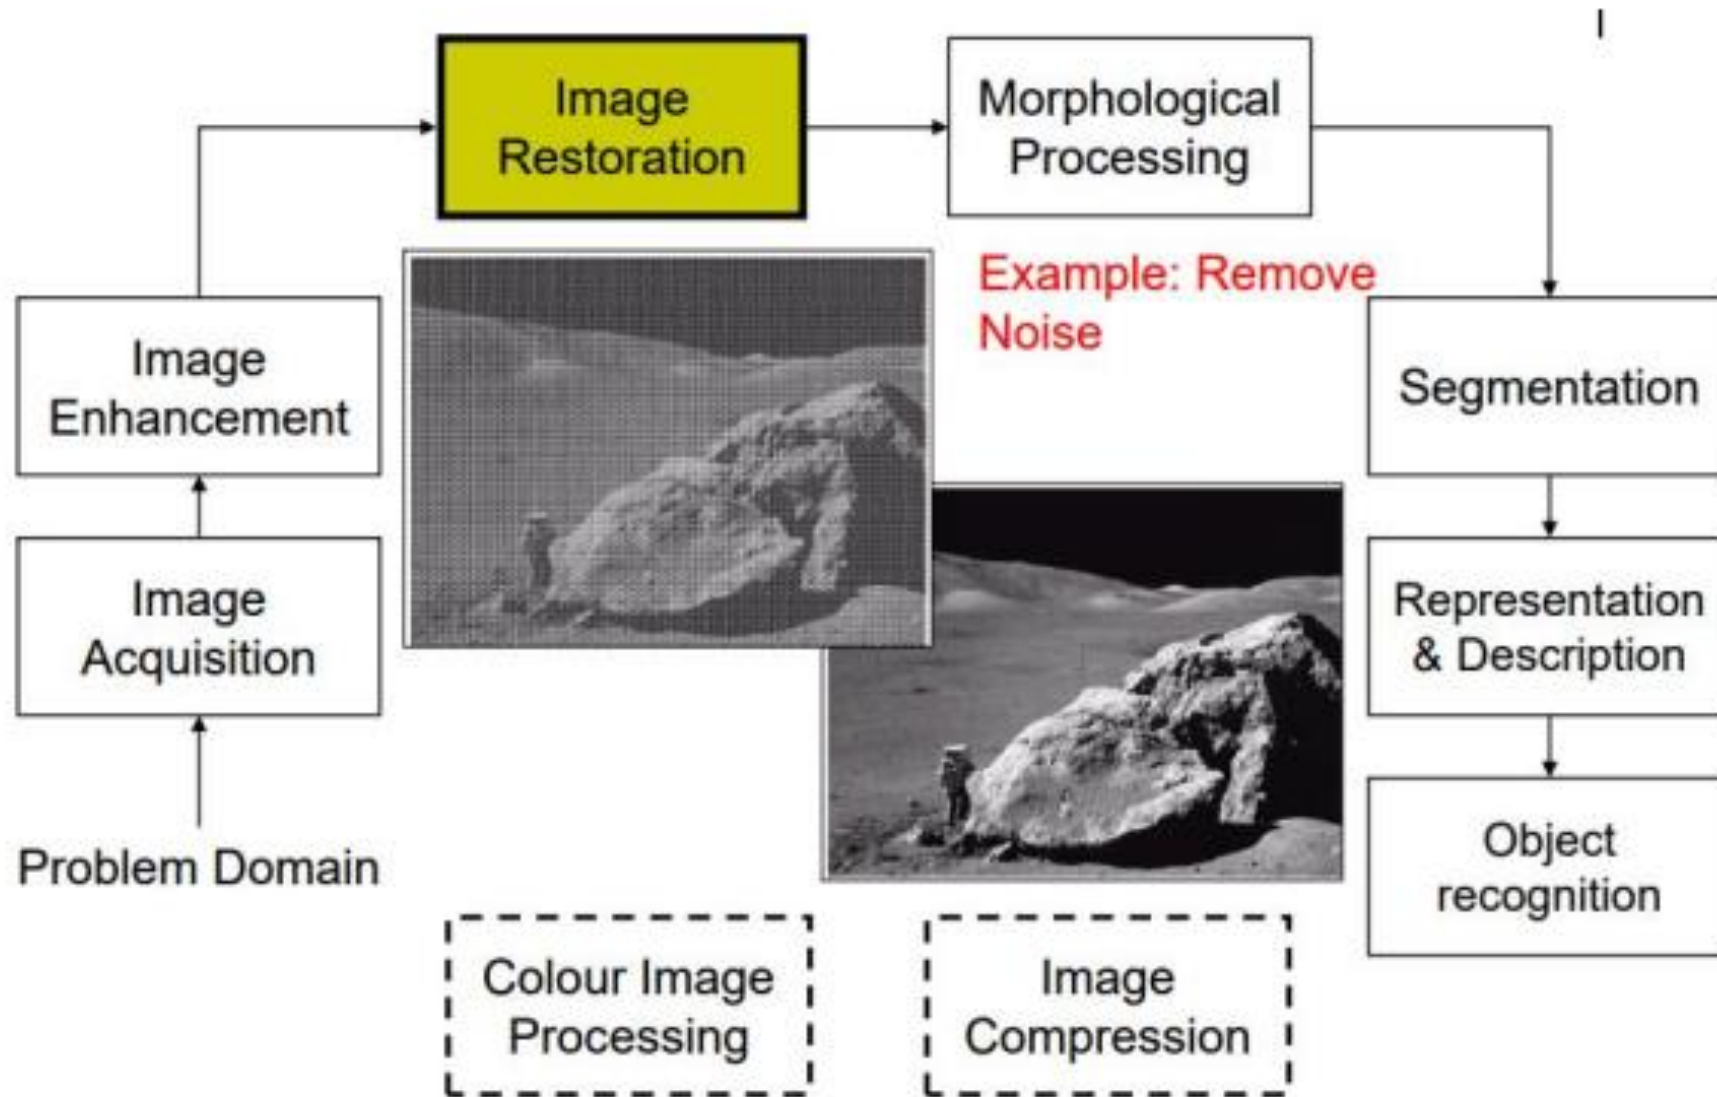 Image
Restoration
Morphological
Processing
Example: Remove
Noise
Image
Enhancement
Segmentation
Image
Acquisition
Representation
& Description
Problem Domain
Object
recognition
Colour Image
Processing
Image
Compression